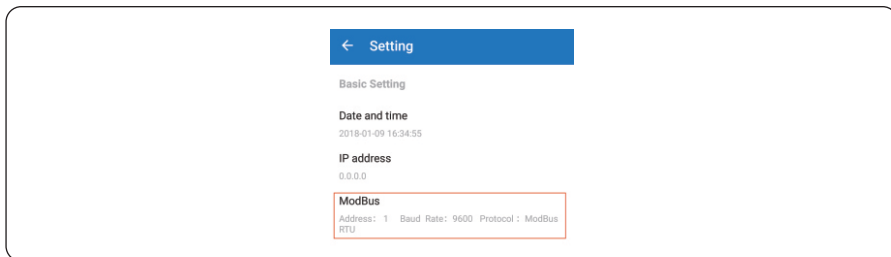 ← Setting
Basic Setting
Date and time
2018-01-09 16:34:55
IP address
0.0.0.0
ModBus
Address: 1 Baud Rate: 9600 Protocol : ModBus
RTU